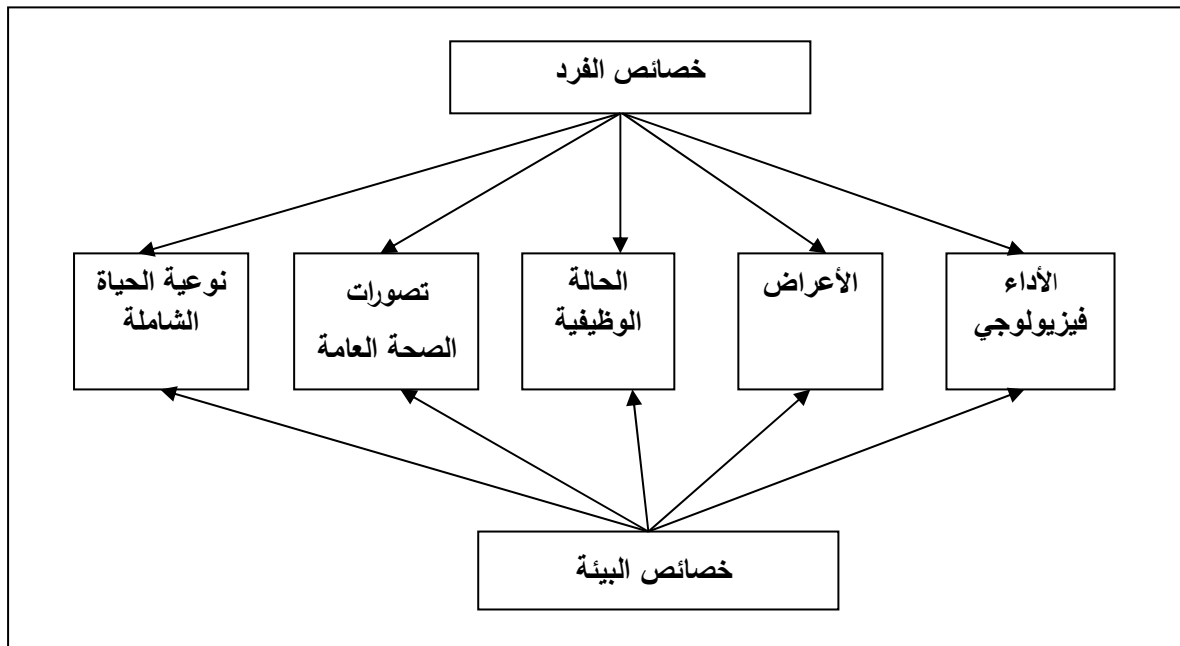 خصائص الفرد
الأداء
فيزيولوجي
الأعراض
الحالة
الوظيفية
تصورات
الصحة العامة
نوعية الحياة
الشاملة
خصائص البيئة